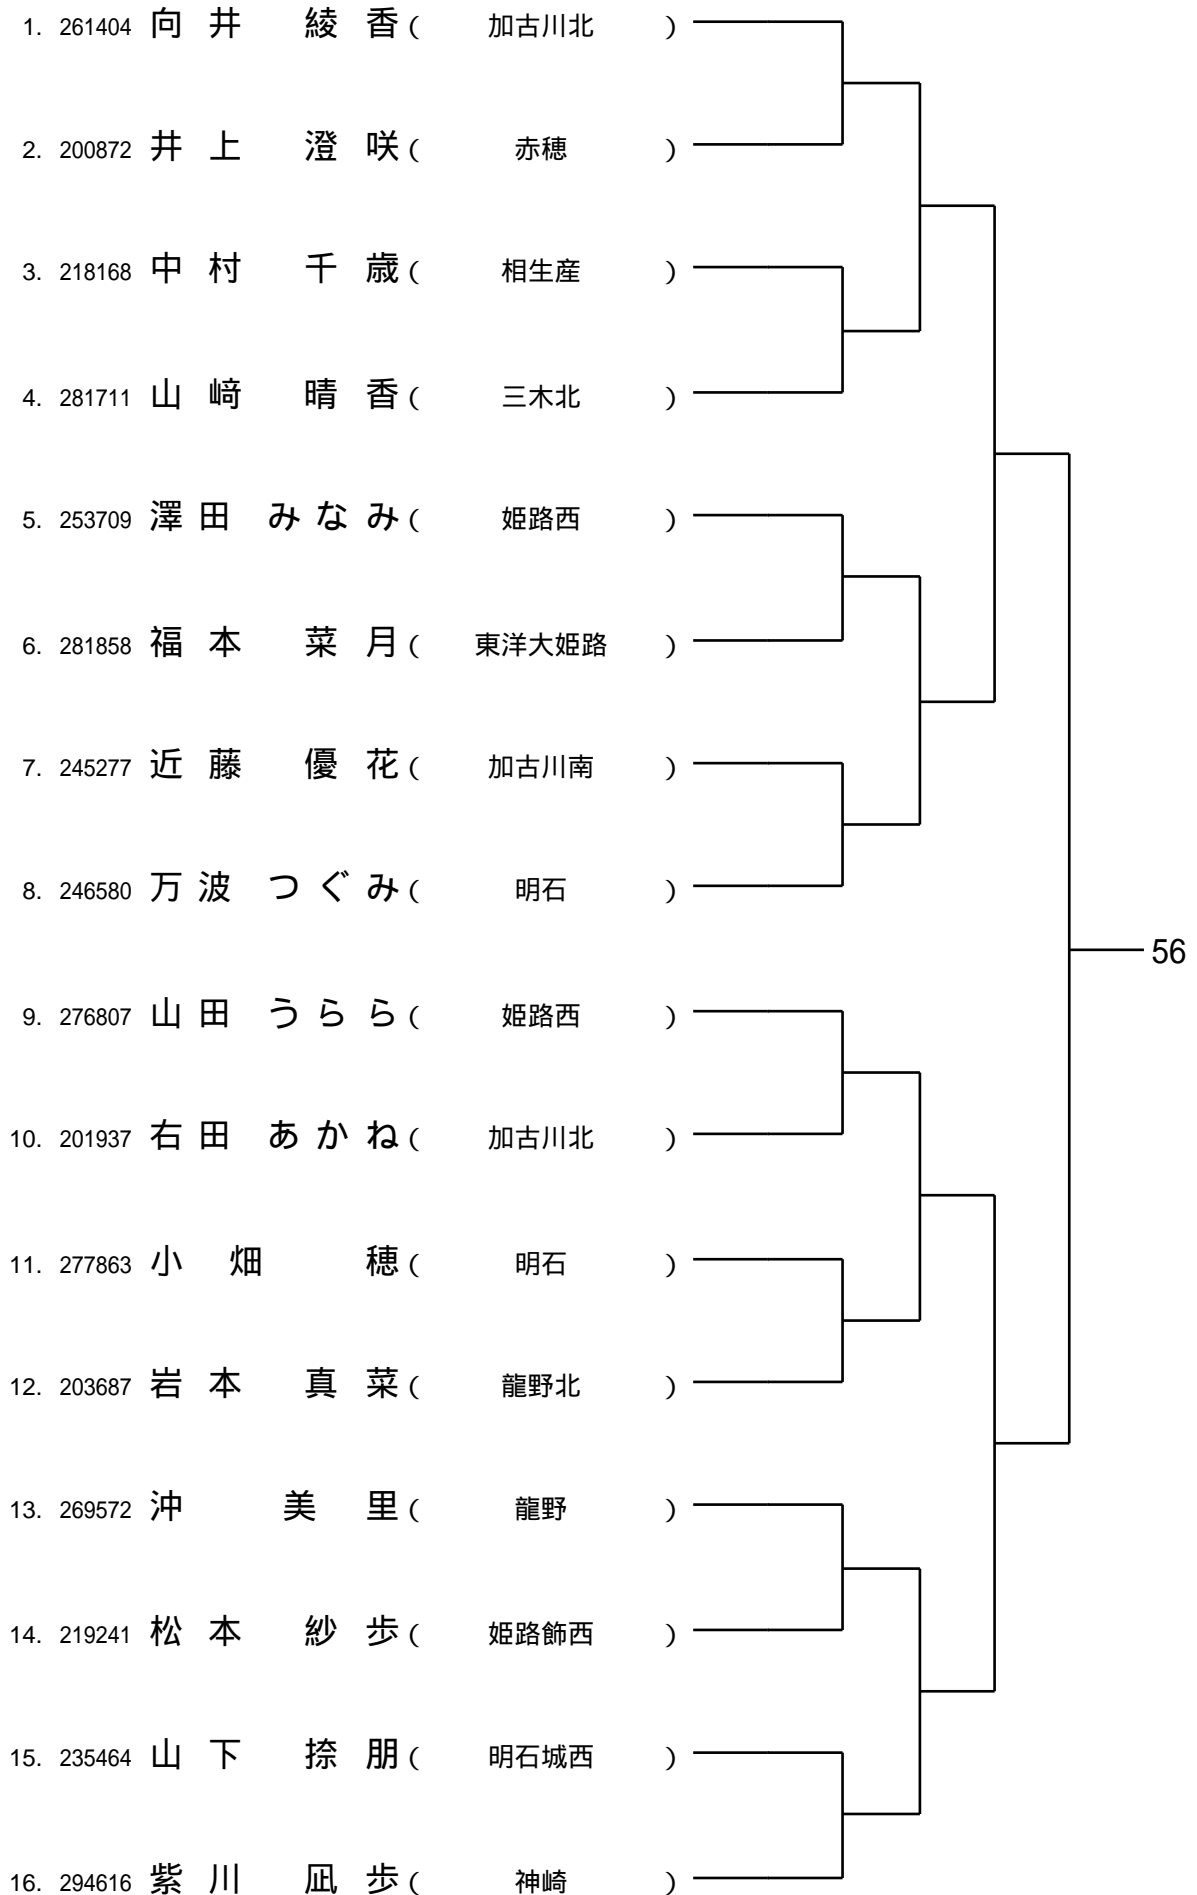 1. 261404 向井 綾香 ( 加古川北 )
2. 200872 井上 澄咲 ( 赤穂 )
3. 218168 中村 千歳 ( 相生産 )
4. 281711 山﨑 晴香 ( 三木北 )
5. 253709 澤田 みなみ ( 姫路西 )
6. 281858 福本 菜月 ( 東洋大姫路 )
7. 245277 近藤 優花 ( 加古川南 )
8. 246580 万波 つぐみ ( 明石 )
56
9. 276807 山田 うらら ( 姫路西 )
10. 201937 右田 あかね ( 加古川北 )
11. 277863 小畑 穂 ( 明石 )
12. 203687 岩本 真菜 ( 龍野北 )
13. 269572 沖 美里 ( 龍野 )
14. 219241 松本 紗歩 ( 姫路飾西 )
15. 235464 山下 捺朋 ( 明石城西 )
16. 294616 紫川 凪歩 ( 神崎 )